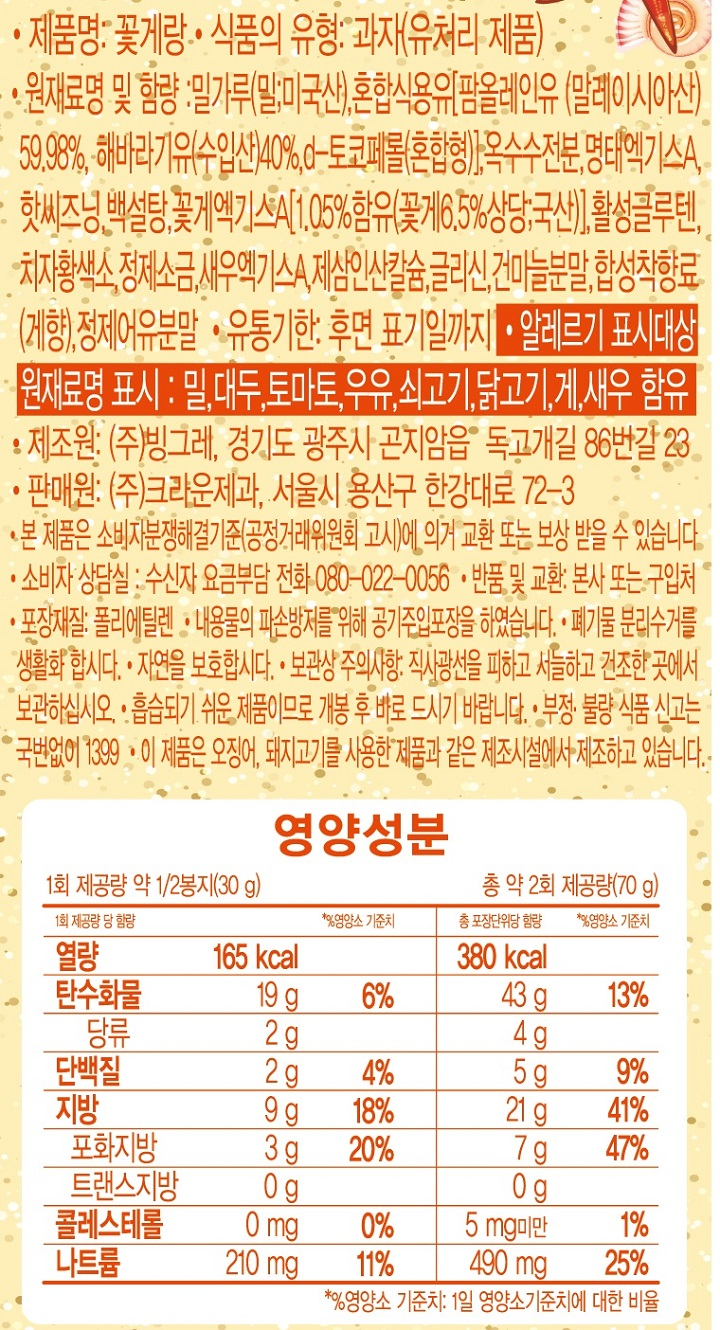 • 제품명: 꽃게랑 • 식품의 유형: 과자(유처리 제품)
• 원재료명 및 함량 :밀가루(밀;미국산),혼합식용유[팜올레인유 (말레이시아산)
59.98%, 해바라기유(수입산)40%,d-토코페롤(혼합형)],옥수수전분,명태엑기스A,
핫씨즈닝,백설탕,꽃게엑기스A[1.05%함유(꽃게6.5%상당;국산)],활성글루텐,
치자황색소,정제소금,새우엑기스A,제삼인산칼슘,글리신,건마늘분말,합성착향료
(게향),정제어유분말 • 유통기한: 후면 표기일까지 • 알레르기 표시대상
원재료명 표시 : 밀,대두,토마토,우유,쇠고기,닭고기,게,새우 함유
• 제조원: (주)빙그레, 경기도 광주시 곤지암읍 독고개길 86번길 23
• 판매원: (주)크라운제과, 서울시 용산구 한강대로 72-3
• 본 제품은 소비자분쟁해결기준(공정거래위원회 고시)에 의거 교환 또는 보상 받을 수 있습니다
• 소비자 상담실 : 수신자 요금부담 전화 080-022-0056 • 반품 및 교환: 본사 또는 구입처
• 포장재질: 폴리에틸렌 • 내용물의 파손방저를 위해 공기주입포장을 하였습니다. • 폐기물 분리수거를
생활화 합시다. • 자연을 보호합시다. • 보관상 주의사항: 직사광선을 피하고 서늘하고 건조한 곳에서
보관하십시오. • 흡습되기 쉬운 제품이므로 개봉 후 바로 드시기 바랍니다. • 부정· 불량 식품 신고는
국번없이 1399 • 이 제품은 오징어, 돼지고기를 사용한 제품과 같은 제조시설에서 제조하고 있습니다.
영양성분
1회 제공량 약 1/2봉지(30 g) 총 약 2회 제공량(70 g)
1회 제공량 당 함량 *%영양소 기준치 총 포장단위당 함량 *%영양소 기준치
열량 165 kcal 380 kcal
탄수화물 19 g 6% 43 g 13%
당류 2 g 4 g
단백질 2 g 4% 5 g 9%
지방 9 g 18% 21 g 41%
포화지방 3 g 20% 7 g 47%
트랜스지방 0 g 0 g
콜레스테롤 0 mg 0% 5 mg미만 1%
나트륨 210 mg 11% 490 mg 25%
*%영양소 기준치: 1일 영양소기준치에 대한 비율